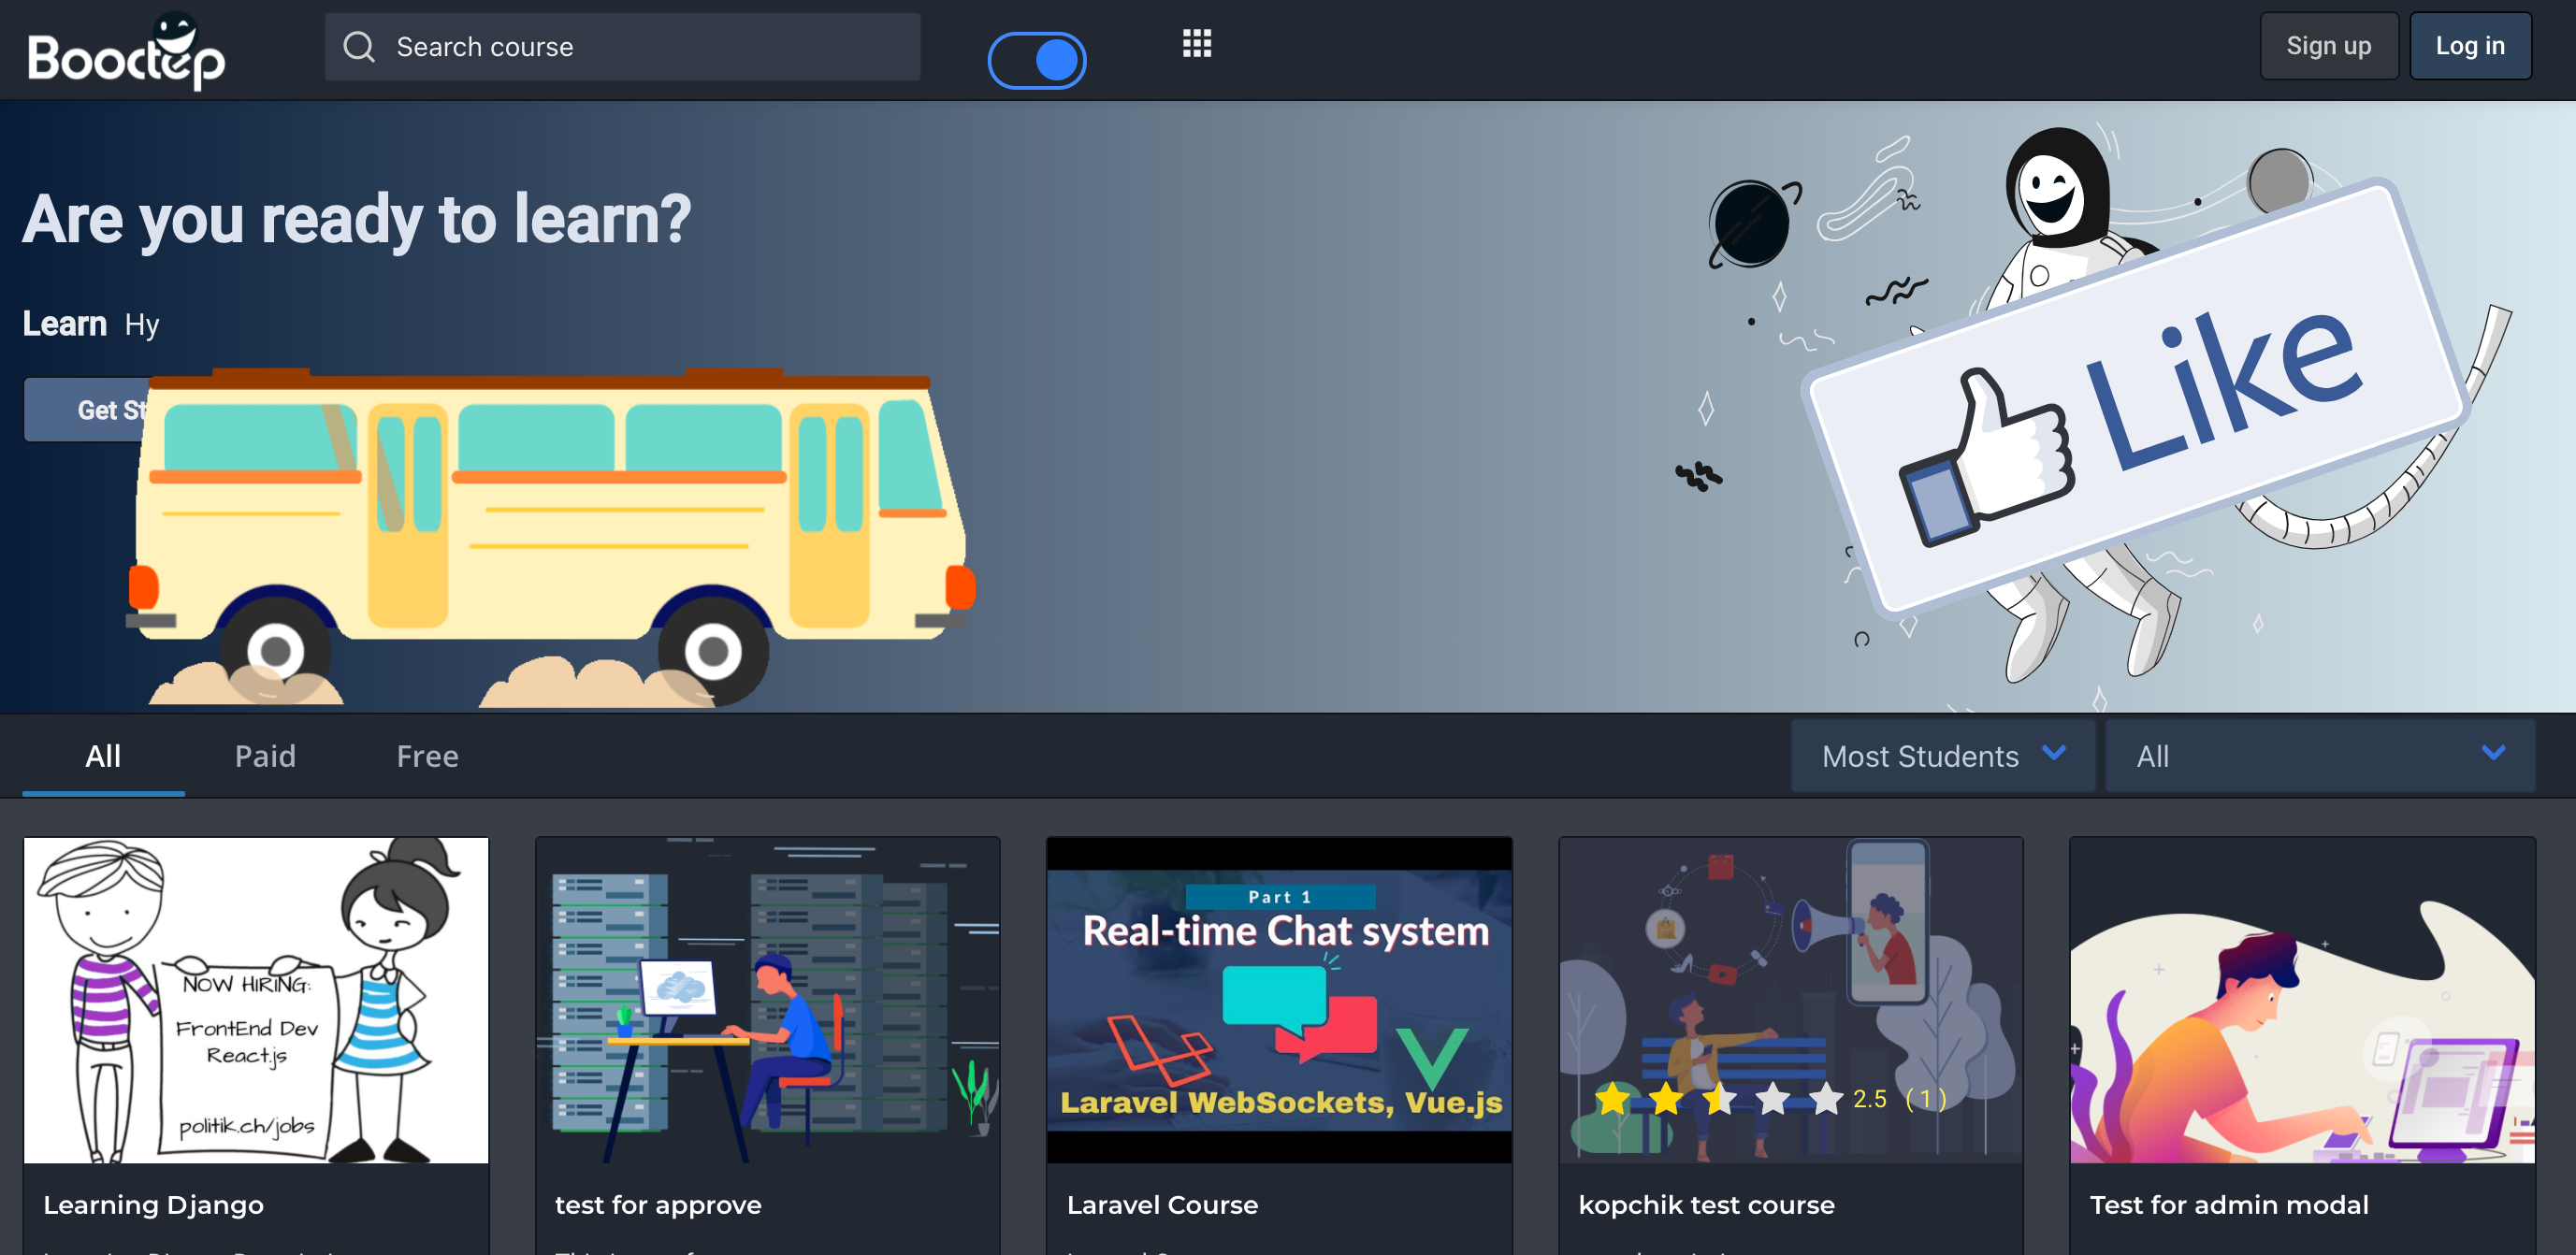 Booctep
Search course
Sign up
Log in
Are you ready to learn?
Learn Hy
Get St
Like
All
Paid
Free
Most Students
All
NOW HIRING:
FrontEnd Dev
React.js
politik.ch/jobs
Part 1
Real-time Chat system
Laravel WebSockets, Vue.js
2.5 ( 1 )
Learning Django
test for approve
Laravel Course
kopchik test course
Test for admin modal